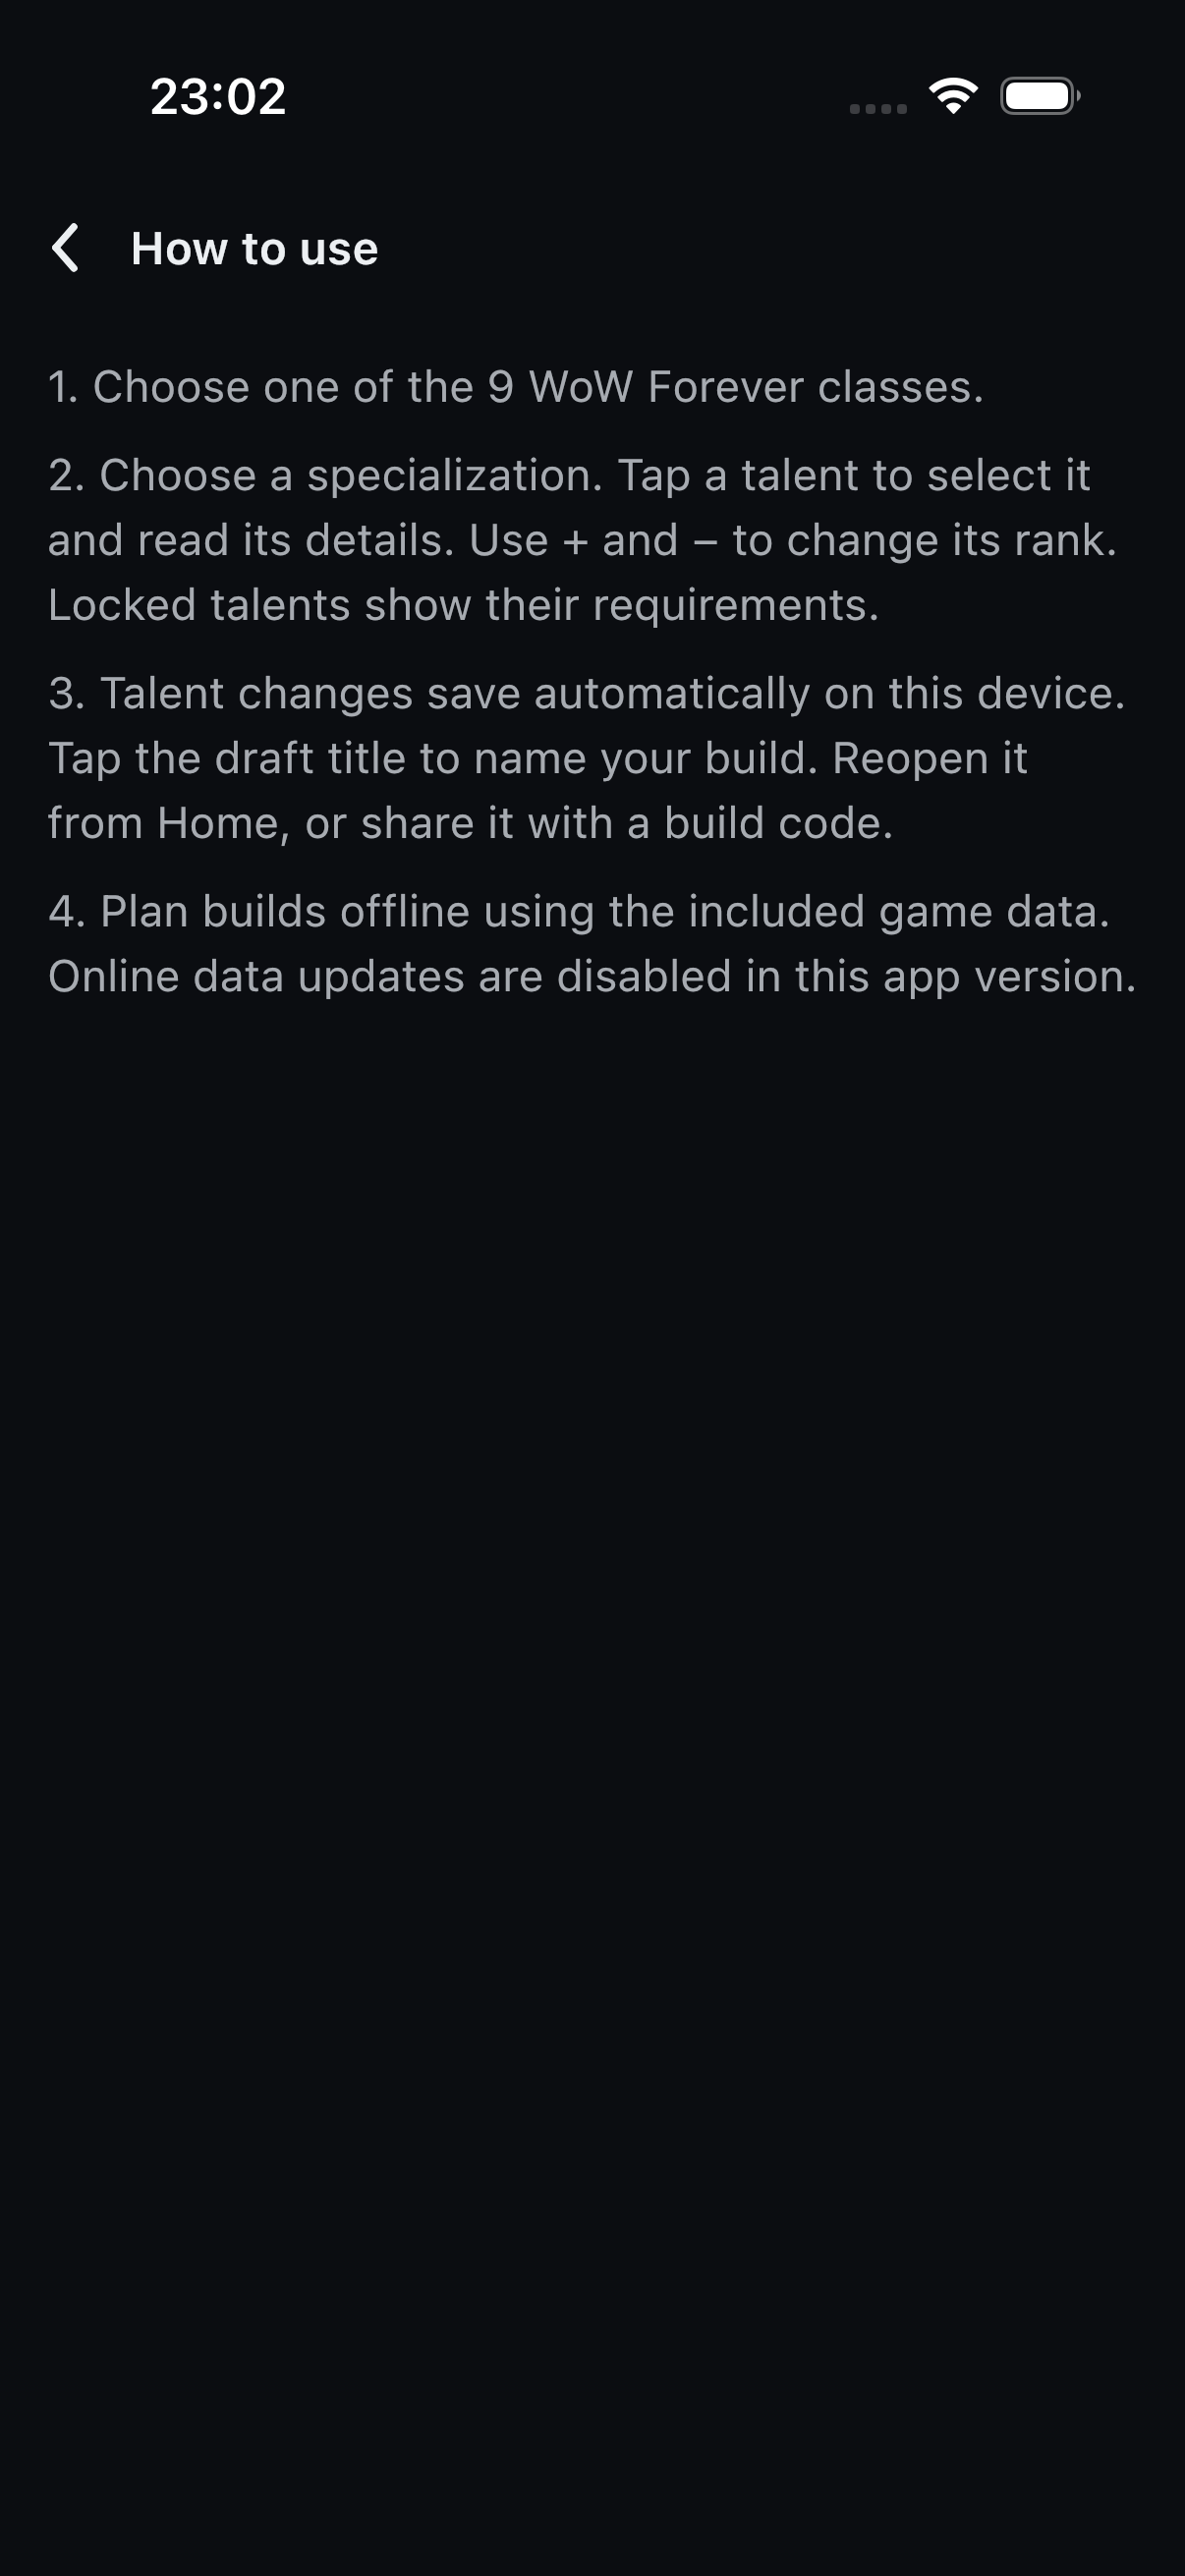 23:02
How to use
1. Choose one of the 9 WoW Forever classes.
2. Choose a specialization. Tap a talent to select it
and read its details. Use + and – to change its rank.
Locked talents show their requirements.
3. Talent changes save automatically on this device.
Tap the draft title to name your build. Reopen it
from Home, or share it with a build code.
4. Plan builds offline using the included game data.
Online data updates are disabled in this app version.